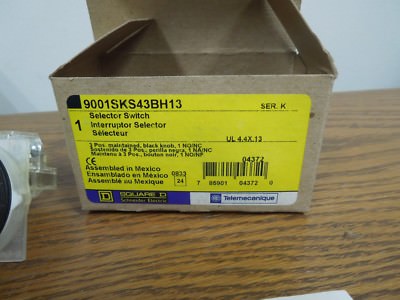 9001SKS43BH13
SER. K
1
Selector Switch
Interruptor Selector
Sélecteur
UL 4.4X.13
3 Pos. maintained, black knob, 1 NO/NC
Sostenido de 3 Pos., perilla negra, 1 NA/NC
Maintenu à 3 Pos., bouton noir, 1 NO/NF
CE
04372
Assembled in Mexico
Ensamblado en México
Assemblé au Mexique
0833
24
7 85901 04372 0
SQUARE D
Schneider Electric
Telemecanique